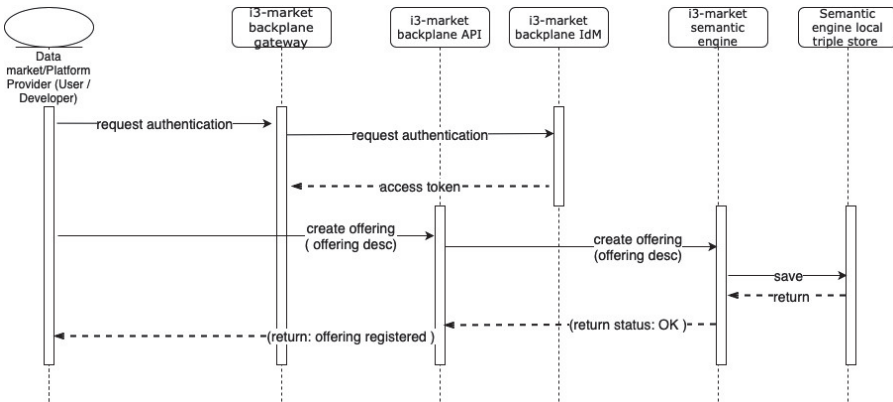 i3-market
backplane
gateway
i3-market
backplane API
i3-market
backplane IdM
i3-market
semantic
engine
Semantic
engine local
triple store
Data
market/Platform
Provider (User /
Developer)
request authentication
request authentication
access token
create offering
( offering desc)
create offering
(offering desc)
save
return
(return status: OK )
(return: offering registered )